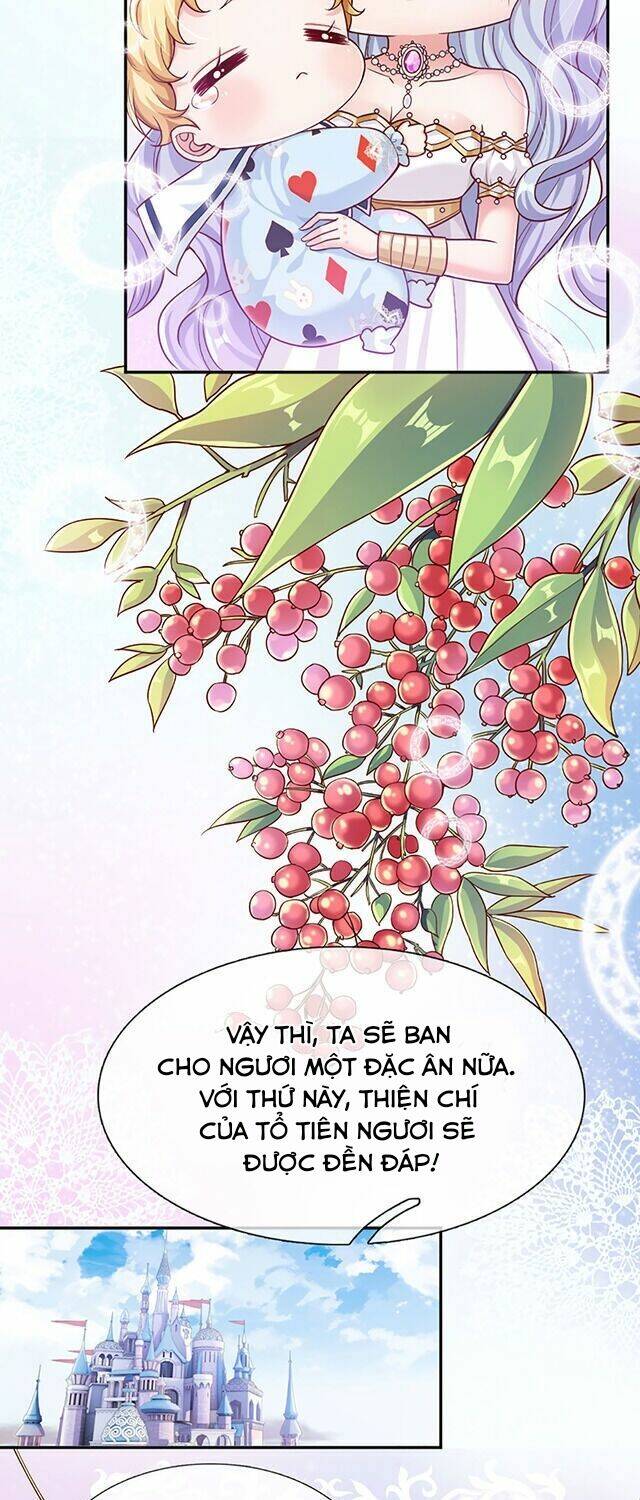 VẬY THÌ, TA SẼ BAN
CHO NGƯƠI MỘT ĐẶC ÂN NỮA.
VỚI THỨ NÀY, THIỆN CHÍ
CỦA TỔ TIÊN NGƯƠI SẼ
ĐƯỢC ĐỀN ĐÁP!